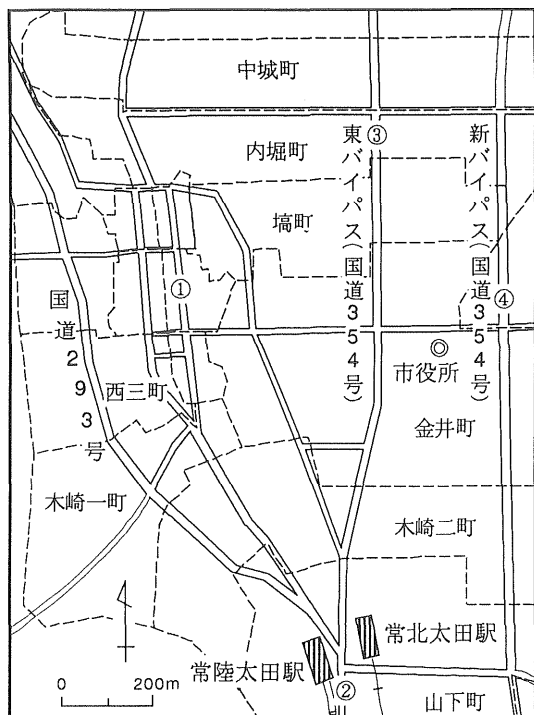 中城町
内堀町
塙町
東バイパス(国道354号)
新バイパス(国道354号)
③
①
④
国道293号
西三町
市役所
金井町
木崎一町
木崎二町
常北太田駅
常陸太田駅
②
山下町
0 200m